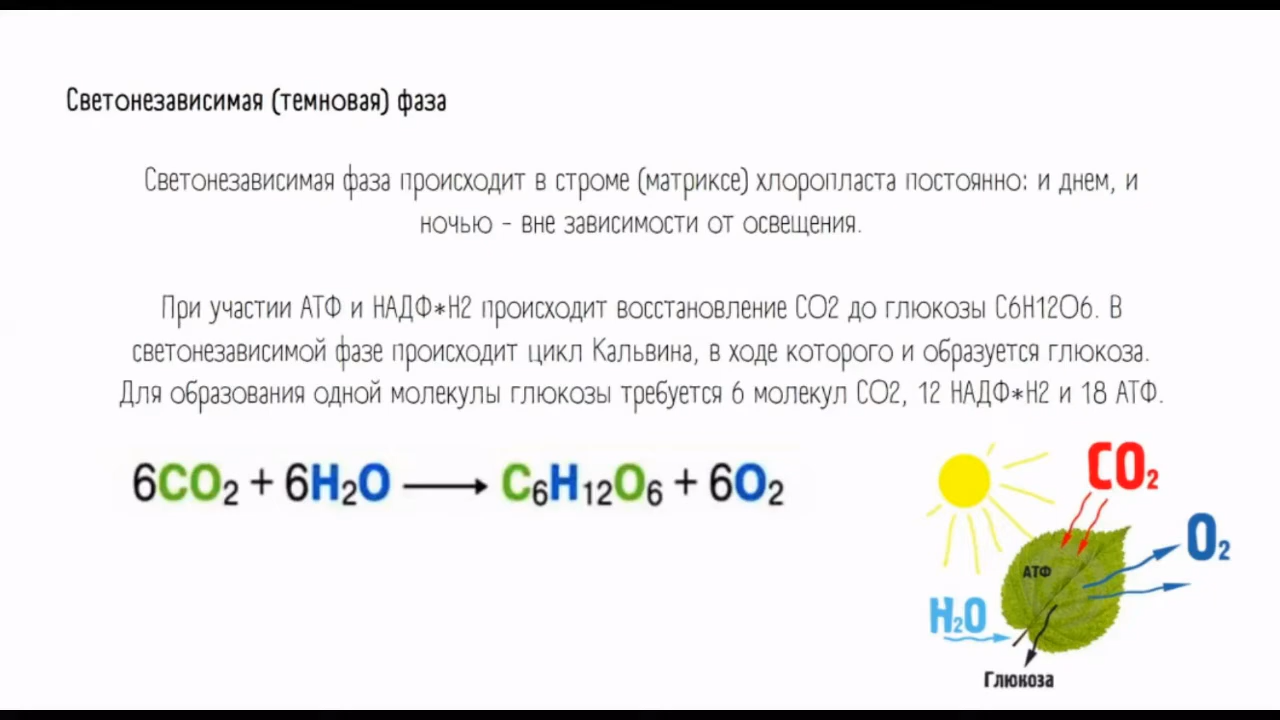 Светонезависимая (темновая) фаза
Светонезависимая фаза происходит в строме (матриксе) хлоропласта постоянно: и днем, и
ночью - вне зависимости от освещения.
При участии АТФ и НАДФ*Н2 происходит восстановление СО2 до глюкозы С6Н12О6. В
светонезависимой фазе происходит цикл Кальвина, в ходе которого и образуется глюкоза.
Для образования одной молекулы глюкозы требуется 6 молекул СО2, 12 НАДФ*Н2 и 18 АТФ.
6CO₂ + 6H₂O ⟶ C₆H₁₂O₆ + 6O₂
CO₂
O₂
АТФ
H₂O
Глюкоза